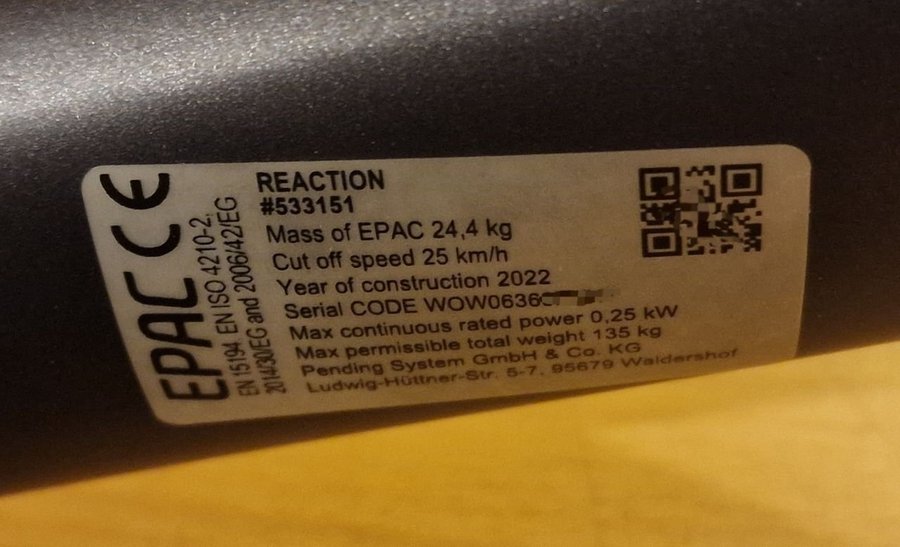 EPAC CE
EN 15194 EN ISO 4210-2,
2014/30/EG and 2006/42/EG
REACTION
#533151
Mass of EPAC 24,4 kg
Cut off speed 25 km/h
Year of construction 2022
Serial CODE WOW0636
Max continuous rated power 0,25 kW
Max permissible total weight 135 kg
Pending System GmbH & Co. KG
Ludwig-Hüttner-Str. 5-7, 95679 Waldershof